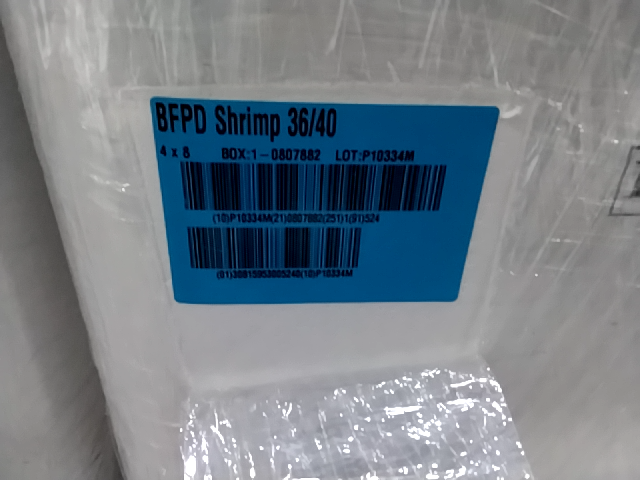 BFPD Shrimp 36/40
4 x 8 BOX:1-0807882 LOT:P10334M
(10)P10334M(21)0807882(251)1(91)524
(01)30815953005240(10)P10334M